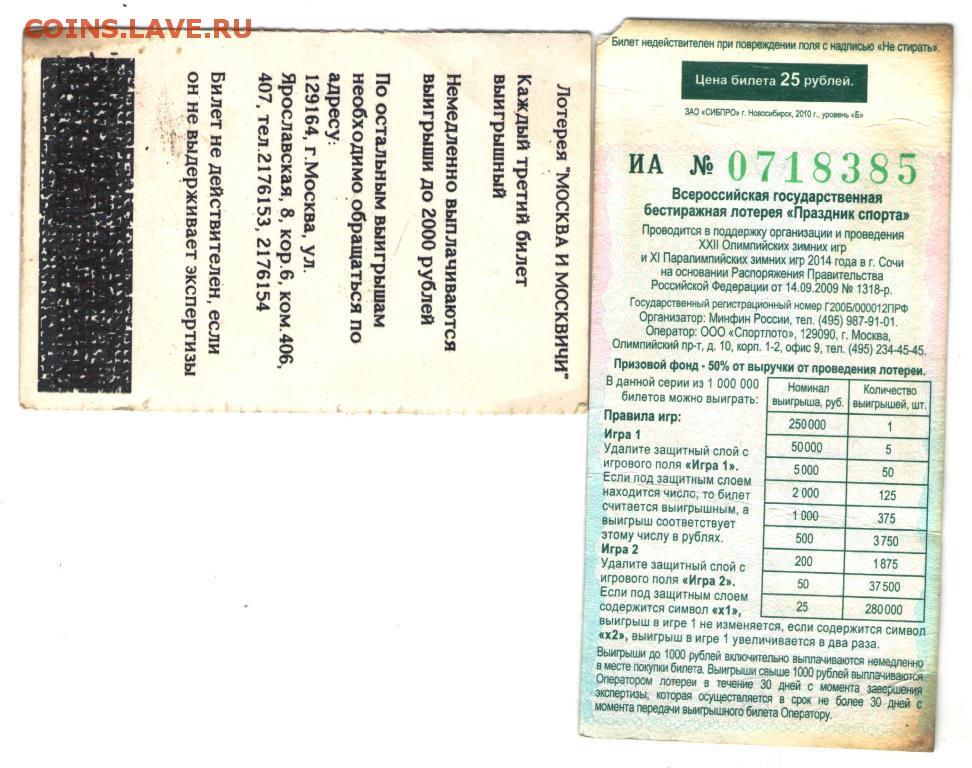 COINS.LAVE.RU
Лотерея "МОСКВА И МОСКВИЧИ"
Каждый третий билет
выигрышный
Немедленно выплачиваются
выигрыши до 2000 рублей
По остальным выигрышам
необходимо обращаться по
адресу:
129164, г.Москва, ул.
Ярославская, 8, кор.6, ком.406,
407, тел.2176153, 2176154
Билет не действителен, если
он не выдерживает экспертизы
Билет недействителен при повреждении поля с надписью «Не стирать».
Цена билета 25 рублей.
ЗАО «СИБПРО» г. Новосибирск, 2010 г., уровень «Б»
ИА № 0718385
Всероссийская государственная
бестиражная лотерея «Праздник спорта»
Проводится в поддержку организации и проведения
XXII Олимпийских зимних игр
и XI Паралимпийских зимних игр 2014 года в г. Сочи
на основании Распоряжения Правительства
Российской Федерации от 14.09.2009 № 1318-р.
Государственный регистрационный номер Г200Б/000012ПРФ
Организатор: Минфин России, тел. (495) 987-91-01.
Оператор: ООО «Спортлото», 129090, г. Москва,
Олимпийский пр-т, д. 10, корп. 1-2, офис 9, тел. (495) 234-45-45.
Призовой фонд - 50% от выручки от проведения лотереи.
В данной серии из 1 000 000
билетов можно выиграть:
Правила игр:
Игра 1
Удалите защитный слой с
игрового поля «Игра 1».
Если под защитным слоем
находится число, то билет
считается выигрышным, а
выигрыш соответствует
этому числу в рублях.
Игра 2
Удалите защитный слой с
игрового поля «Игра 2».
Если под защитным слоем
содержится символ «х1»,
выигрыш в игре 1 не изменяется, если содержится символ
«х2», выигрыш в игре 1 увеличивается в два раза.
Номинал выигрыша, руб. Количество выигрышей, шт.
250 000 1
50 000 5
5 000 50
2 000 125
1 000 375
500 3 750
200 1 875
50 37 500
25 280 000
Выигрыши до 1000 рублей включительно выплачиваются немедленно
в месте покупки билета. Выигрыши свыше 1000 рублей выплачиваются
Оператором лотереи в течение 30 дней с момента завершения
экспертизы, которая осуществляется в срок не более 30 дней с
момента передачи выигрышного билета Оператору.